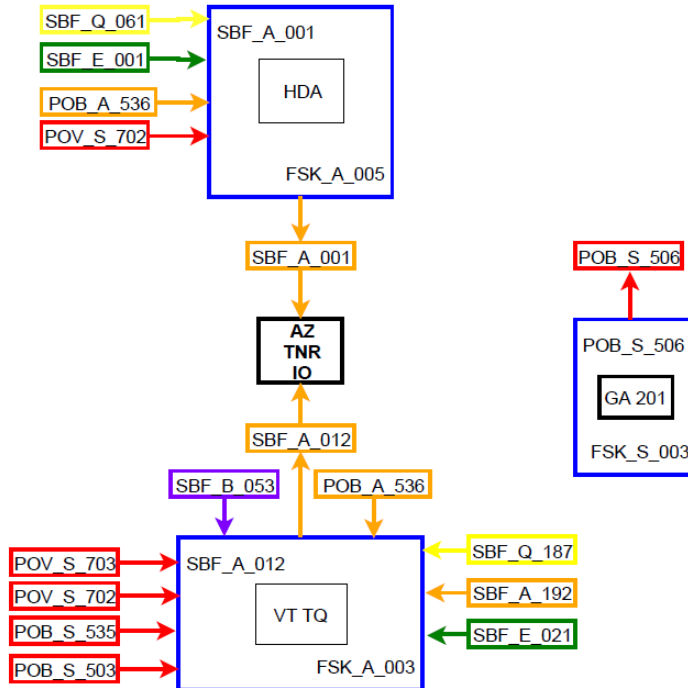 SBF_Q_061
SBF_A_001
SBF_E_001
HDA
POB_A_536
POV_S_702
FSK_A_005
SBF_A_001
POB_S_506
AZ
TNR
IO
POB_S_506
GA 201
SBF_A_012
FSK_S_003
SBF_B_053
POB_A_536
SBF_Q_187
POV_S_703
SBF_A_012
POV_S_702
SBF_A_192
VT TQ
POB_S_535
SBF_E_021
POB_S_503
FSK_A_003